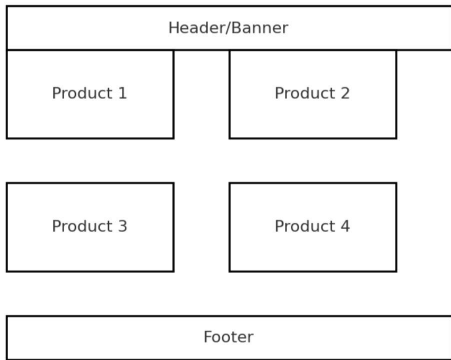 Header/Banner
Product 1
Product 2
Product 3
Product 4
Footer